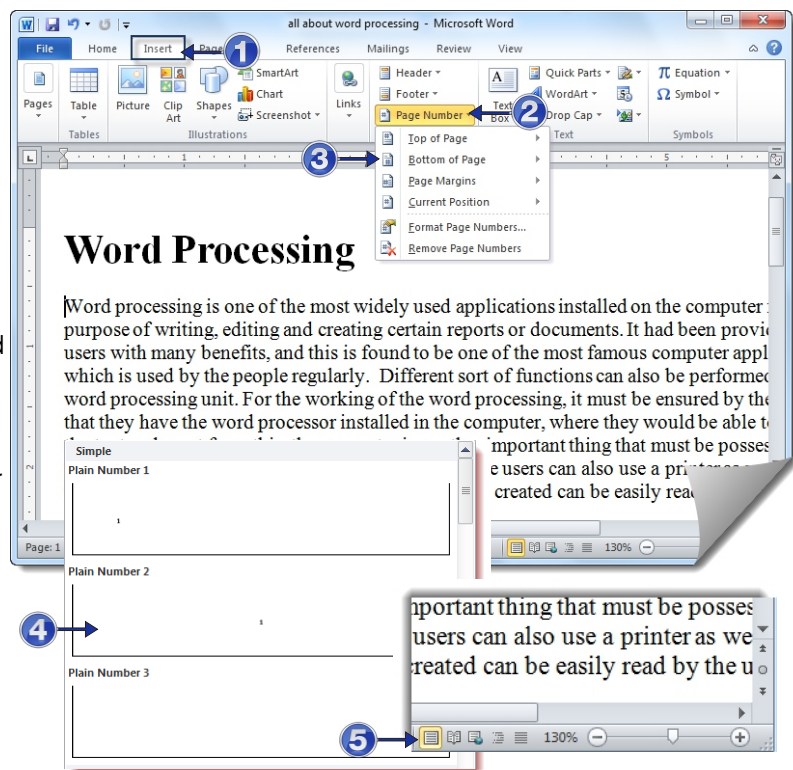 all about word processing - Microsoft Word
File Home Insert Page References Mailings Review View
1
Pages
Table
Tables
Picture
Clip Art
Shapes
SmartArt
Chart
Screenshot
Illustrations
Links
Header
Footer
Page Number
2
Text Box
Quick Parts
WordArt
Drop Cap
Text
π Equation
Ω Symbol
Symbols
Top of Page
3
Bottom of Page
Page Margins
Current Position
Format Page Numbers...
Remove Page Numbers
1
5
Word Processing
Word processing is one of the most widely used applications installed on the computer
purpose of writing, editing and creating certain reports or documents. It had been provi
users with many benefits, and this is found to be one of the most famous computer appl
which is used by the people regularly. Different sort of functions can also be performed
word processing unit. For the working of the word processing, it must be ensured by the
that they have the word processor installed in the computer, where they would be able t
important thing that must be posses
e users can also use a printer as we
created can be easily rea
Page: 1
130%
Simple
Plain Number 1
1
Plain Number 2
4
1
Plain Number 3
nportant thing that must be posses
users can also use a printer as we
created can be easily read by the u
5
130%